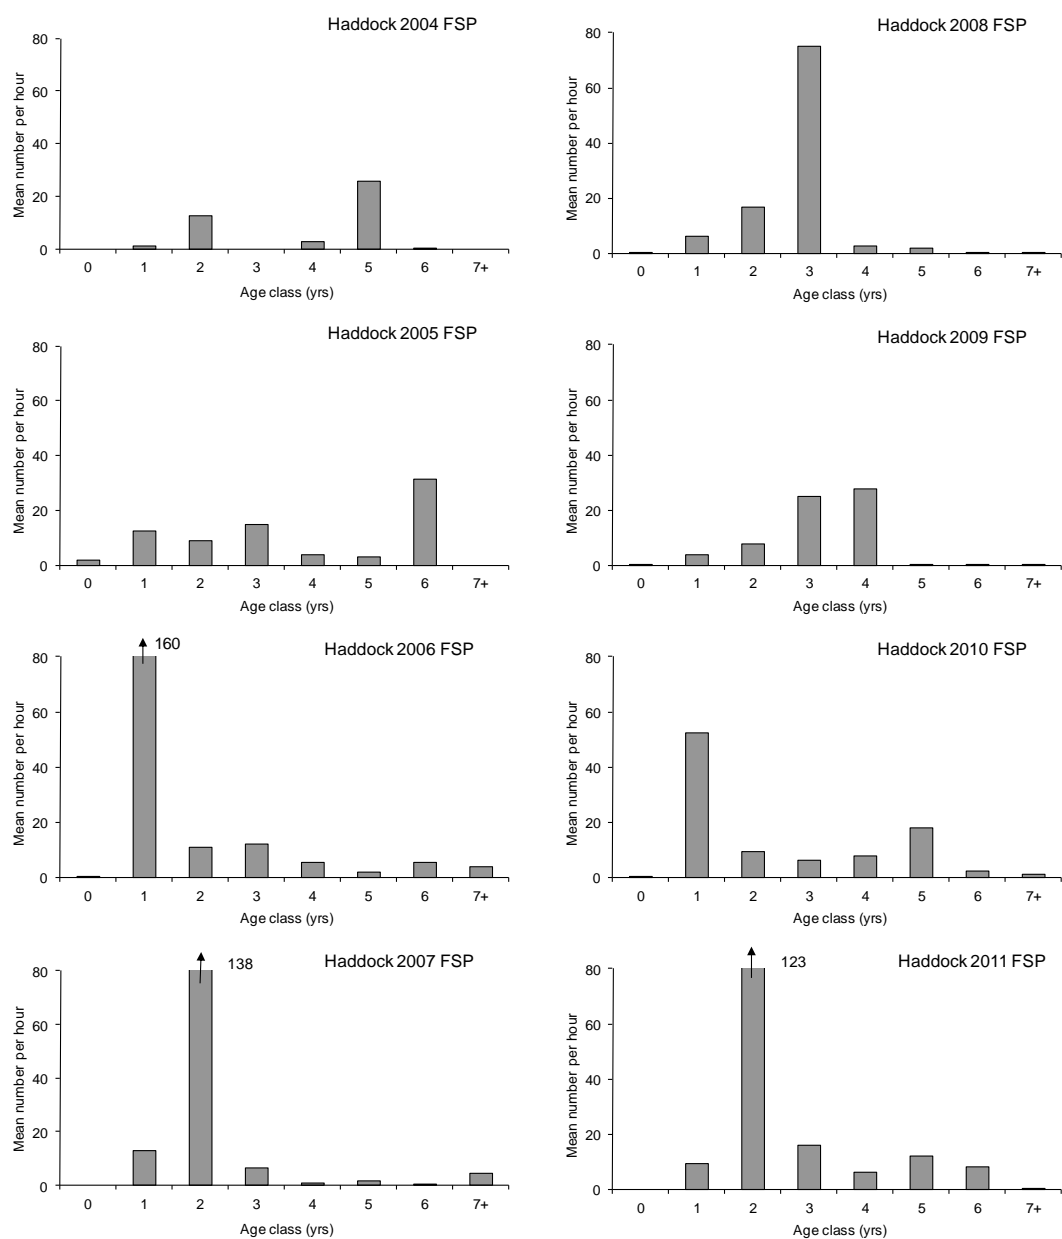 Haddock 2004 FSP
Mean number per hour
80
60
40
20
0
0 1 2 3 4 5 6 7+
Age class (yrs)
Haddock 2008 FSP
Mean number per hour
80
60
40
20
0
0 1 2 3 4 5 6 7+
Age class (yrs)
Haddock 2005 FSP
Mean number per hour
80
60
40
20
0
0 1 2 3 4 5 6 7+
Age class (yrs)
Haddock 2009 FSP
Mean number per hour
80
60
40
20
0
0 1 2 3 4 5 6 7+
Age class (yrs)
Haddock 2006 FSP
160
Mean number per hour
80
60
40
20
0
0 1 2 3 4 5 6 7+
Age class (yrs)
Haddock 2010 FSP
Mean number per hour
80
60
40
20
0
0 1 2 3 4 5 6 7+
Age class (yrs)
Haddock 2007 FSP
138
Mean number per hour
80
60
40
20
0
0 1 2 3 4 5 6 7+
Age class (yrs)
Haddock 2011 FSP
123
Mean number per hour
80
60
40
20
0
0 1 2 3 4 5 6 7+
Age class (yrs)